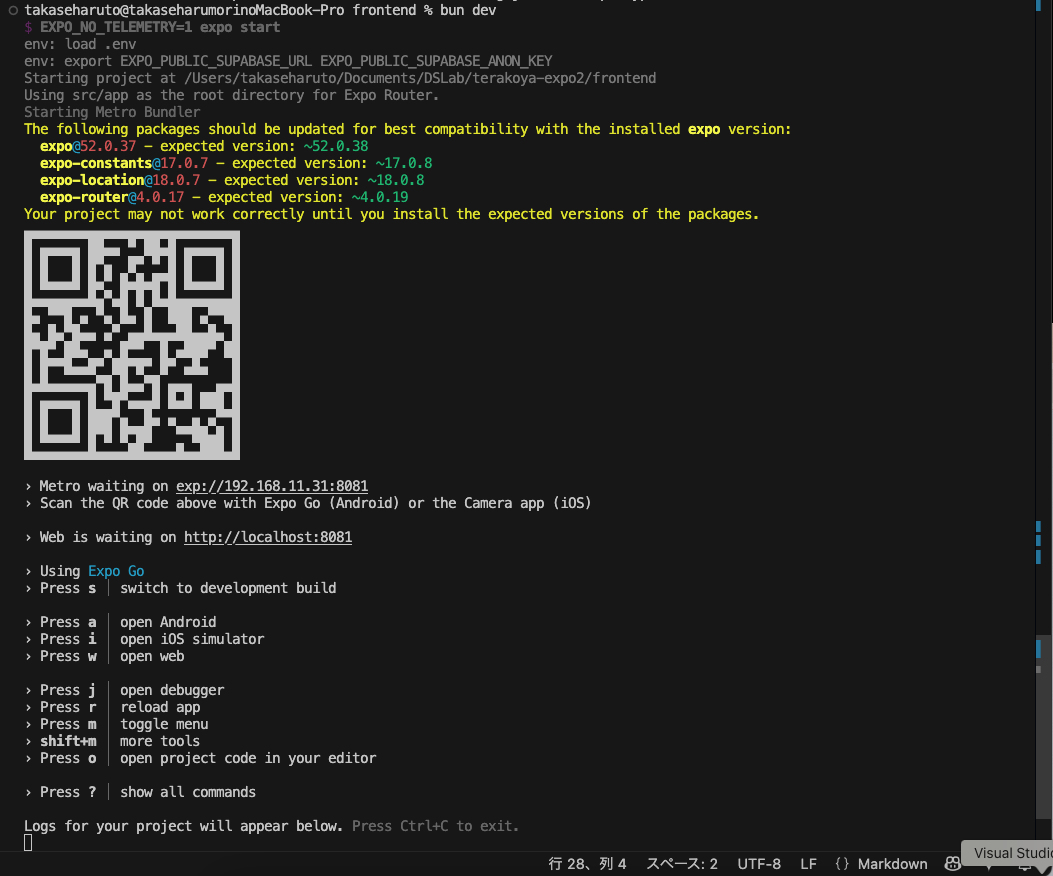 takaseharuto@takaseharumorinoMacBook-Pro frontend % bun dev
$ EXPO_NO_TELEMETRY=1 expo start
env: load .env
env: export EXPO_PUBLIC_SUPABASE_URL EXPO_PUBLIC_SUPABASE_ANON_KEY
Starting project at /Users/takaseharuto/Documents/DSLab/terakoya-expo2/frontend
Using src/app as the root directory for Expo Router.
Starting Metro Bundler
The following packages should be updated for best compatibility with the installed expo version:
  expo@52.0.37 - expected version: ~52.0.38
  expo-constants@17.0.7 - expected version: ~17.0.8
  expo-location@18.0.7 - expected version: ~18.0.8
  expo-router@4.0.17 - expected version: ~4.0.19
Your project may not work correctly until you install the expected versions of the packages.
› Metro waiting on exp://192.168.11.31:8081
› Scan the QR code above with Expo Go (Android) or the Camera app (iOS)
› Web is waiting on http://localhost:8081
› Using Expo Go
› Press s │ switch to development build
› Press a │ open Android
› Press i │ open iOS simulator
› Press w │ open web
› Press j │ open debugger
› Press r │ reload app
› Press m │ toggle menu
› shift+m │ more tools
› Press o │ open project code in your editor
› Press ? │ show all commands
Logs for your project will appear below. Press Ctrl+C to exit.
行 28、列 4 スペース: 2 UTF-8 LF {} Markdown Visual Studio